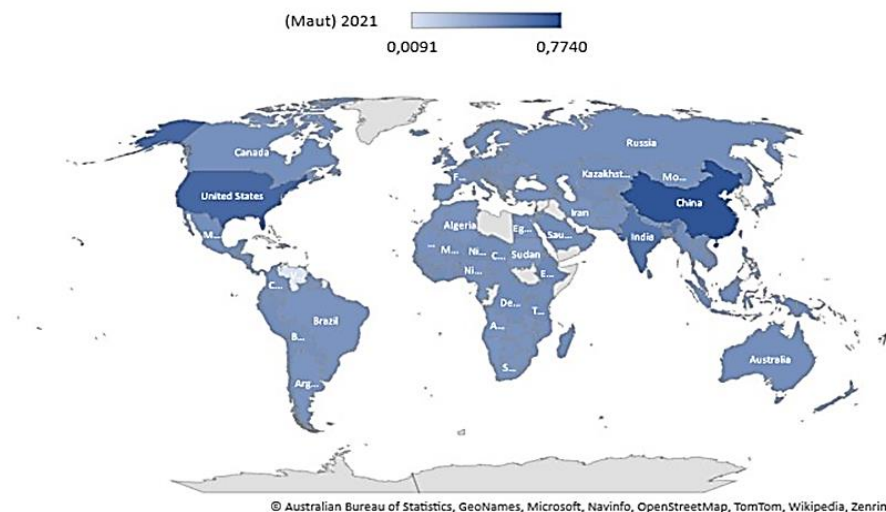 (Maut) 2021
0,0091 0,7740
Canada
Russia
F...
Kazakhst...
Mo...
United States
China
M...
Algeria
Eg...
Sau...
Iran
India
...
M...
Ni...
C...
Sudan
Ni...
E...
C...
De...
T...
Brazil
A...
B...
Australia
S...
Arg...
© Australian Bureau of Statistics, GeoNames, Microsoft, Navinfo, OpenStreetMap, TomTom, Wikipedia, Zenrin